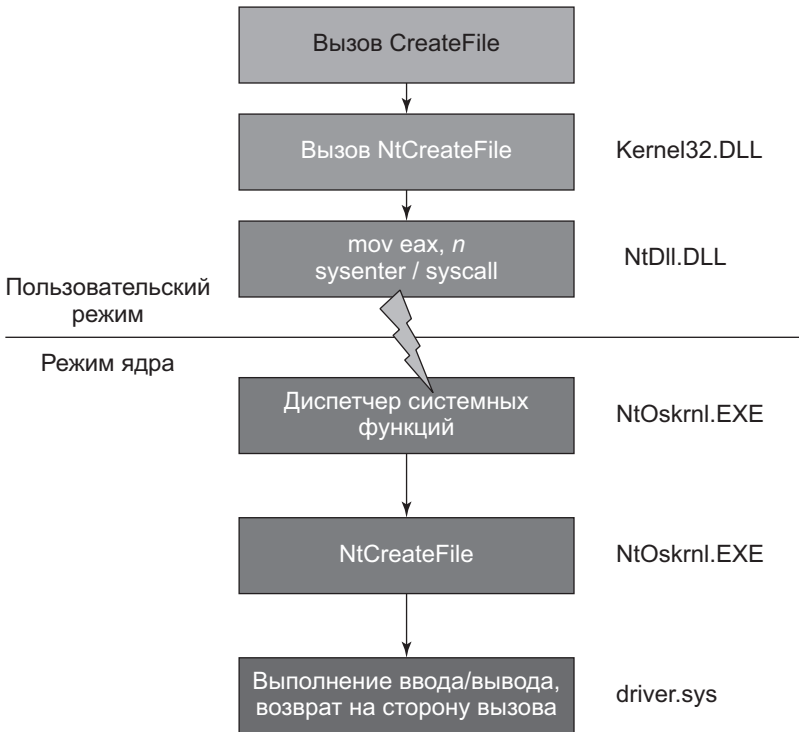 Вызов CreateFile
Вызов NtCreateFile
Kernel32.DLL
mov eax, n
sysenter / syscall
NtDll.DLL
Пользовательский
режим
Режим ядра
Диспетчер системных
функций
NtOskrnl.EXE
NtCreateFile
NtOskrnl.EXE
Выполнение ввода/вывода,
возврат на сторону вызова
driver.sys